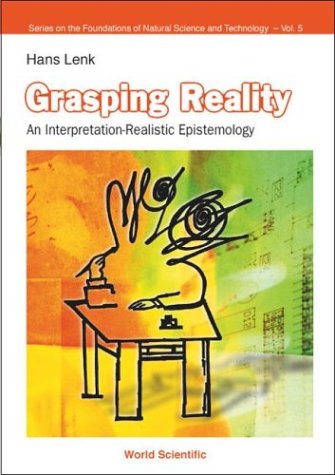 Series on the Foundations of Natural Science and Technology – Vol. 5
Hans Lenk
Grasping Reality
An Interpretation-Realistic Epistemology
World Scientific